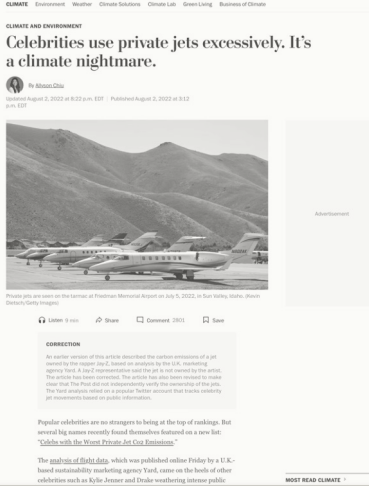 CLIMATE Environment Weather Climate Solutions Climate Lab Green Living Business of Climate
CLIMATE AND ENVIRONMENT
Celebrities use private jets excessively. It's
a climate nightmare.
By Allyson Chiu
Updated August 2, 2022 at 8:22 p.m. EDT | Published August 2, 2022 at 3:12
p.m. EDT
Advertisement
Private jets are seen on the tarmac at Friedman Memorial Airport on July 5, 2022, in Sun Valley, Idaho. (Kevin
Dietsch/Getty Images)
Listen 9 min Share Comment Save
CORRECTION
An earlier version of this article described the carbon emissions of a jet
owned by the rapper Jay-Z, based on analysis by the U.K. marketing
agency Yard. A Jay-Z representative said the jet is not owned by the artist.
The article has been corrected. The article has also been revised to make
clear that The Post did not independently verify the ownership of the jets.
The Yard analysis relied on a popular Twitter account that tracks celebrity
jet movements based on public information.
Popular celebrities are no strangers to being at the top of rankings. But
several big names recently found themselves featured on a new list:
"Celebs with the Worst Private Jet Co2 Emissions."
The analysis of flight data, which was published online Friday by a U.K.-
based sustainability marketing agency Yard, came on the heels of other
celebrities such as Kylie Jenner and Drake weathering intense public
MOST READ CLIMATE >